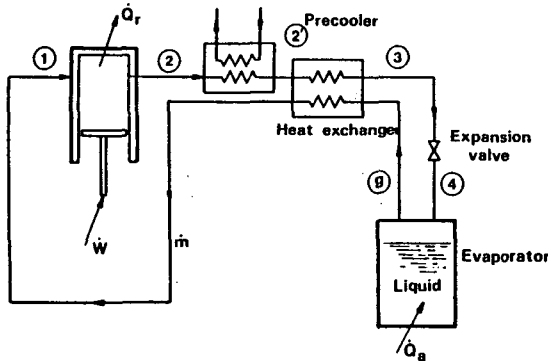 Q̇r
Precooler
1
2
2'
3
Heat exchanger
Expansion
valve
g
4
Ẇ
ṁ
Evaporator
Liquid
Q̇a